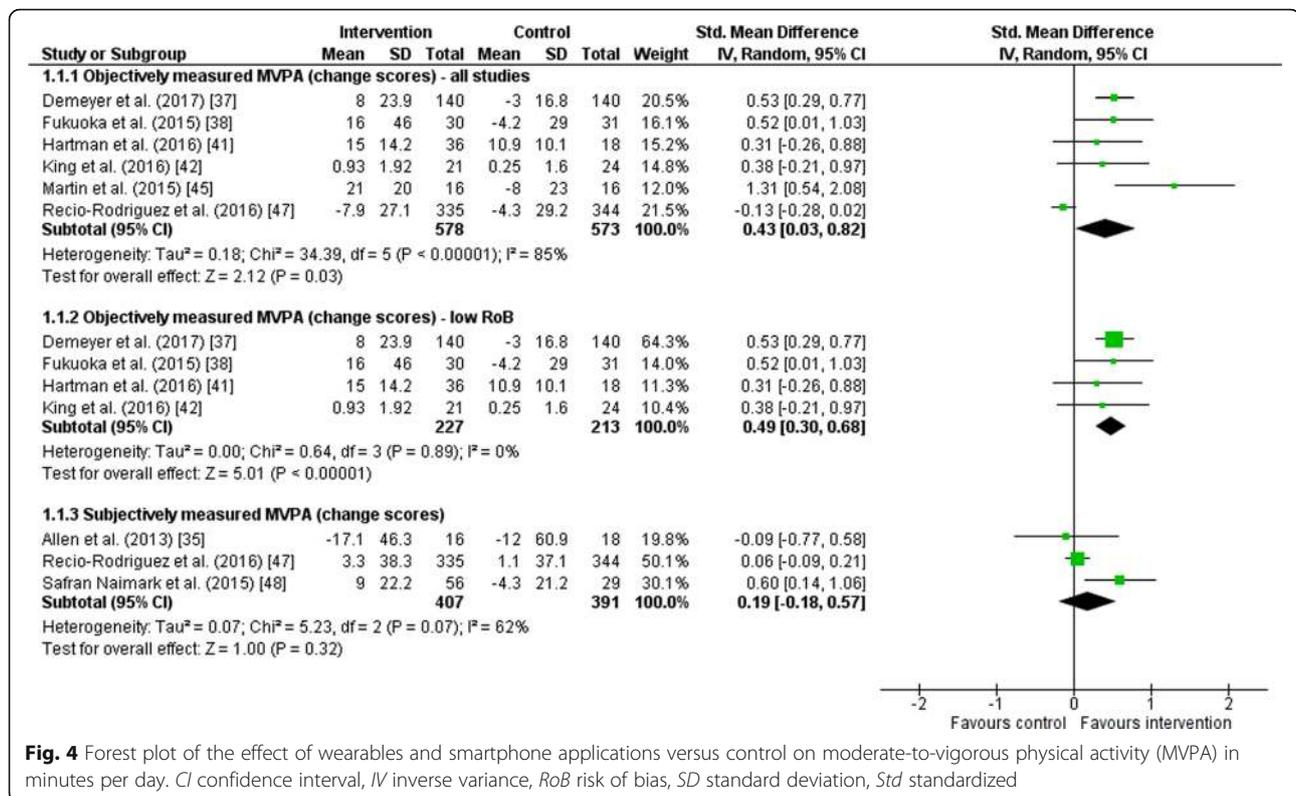 Intervention Control Std. Mean Difference Std. Mean Difference
Study or Subgroup Mean SD Total Mean SD Total Weight IV, Random, 95% CI IV, Random, 95% CI
1.1.1 Objectively measured MVPA (change scores) - all studies
Demeyer et al. (2017) [37] 8 23.9 140 -3 16.8 140 20.5% 0.53 [0.29, 0.77]
Fukuoka et al. (2015) [38] 16 46 30 -4.2 29 31 16.1% 0.52 [0.01, 1.03]
Hartman et al. (2016) [41] 15 14.2 36 10.9 10.1 18 15.2% 0.31 [-0.26, 0.88]
King et al. (2016) [42] 0.93 1.92 21 0.25 1.6 24 14.8% 0.38 [-0.21, 0.97]
Martin et al. (2015) [45] 21 20 16 -8 23 16 12.0% 1.31 [0.54, 2.08]
Recio-Rodriguez et al. (2016) [47] -7.9 27.1 335 -4.3 29.2 344 21.5% -0.13 [-0.28, 0.02]
Subtotal (95% CI) 578 573 100.0% 0.43 [0.03, 0.82]
Heterogeneity: Tau² = 0.18; Chi² = 34.39, df = 5 (P < 0.00001); I² = 85%
Test for overall effect: Z = 2.12 (P = 0.03)
1.1.2 Objectively measured MVPA (change scores) - low RoB
Demeyer et al. (2017) [37] 8 23.9 140 -3 16.8 140 64.3% 0.53 [0.29, 0.77]
Fukuoka et al. (2015) [38] 16 46 30 -4.2 29 31 14.0% 0.52 [0.01, 1.03]
Hartman et al. (2016) [41] 15 14.2 36 10.9 10.1 18 11.3% 0.31 [-0.26, 0.88]
King et al. (2016) [42] 0.93 1.92 21 0.25 1.6 24 10.4% 0.38 [-0.21, 0.97]
Subtotal (95% CI) 227 213 100.0% 0.49 [0.30, 0.68]
Heterogeneity: Tau² = 0.00; Chi² = 0.64, df = 3 (P = 0.89); I² = 0%
Test for overall effect: Z = 5.01 (P < 0.00001)
1.1.3 Subjectively measured MVPA (change scores)
Allen et al. (2013) [35] -17.1 46.3 16 -12 60.9 18 19.8% -0.09 [-0.77, 0.58]
Recio-Rodriguez et al. (2016) [47] 3.3 38.3 335 1.1 37.1 344 50.1% 0.06 [-0.09, 0.21]
Safran Naimark et al. (2015) [48] 9 22.2 56 -4.3 21.2 29 30.1% 0.60 [0.14, 1.06]
Subtotal (95% CI) 407 391 100.0% 0.19 [-0.18, 0.57]
Heterogeneity: Tau² = 0.07; Chi² = 5.23, df = 2 (P = 0.07); I² = 62%
Test for overall effect: Z = 1.00 (P = 0.32)
-2 -1 0 1 2
Favours control Favours intervention
Fig. 4 Forest plot of the effect of wearables and smartphone applications versus control on moderate-to-vigorous physical activity (MVPA) in
minutes per day. CI confidence interval, IV inverse variance, RoB risk of bias, SD standard deviation, Std standardized